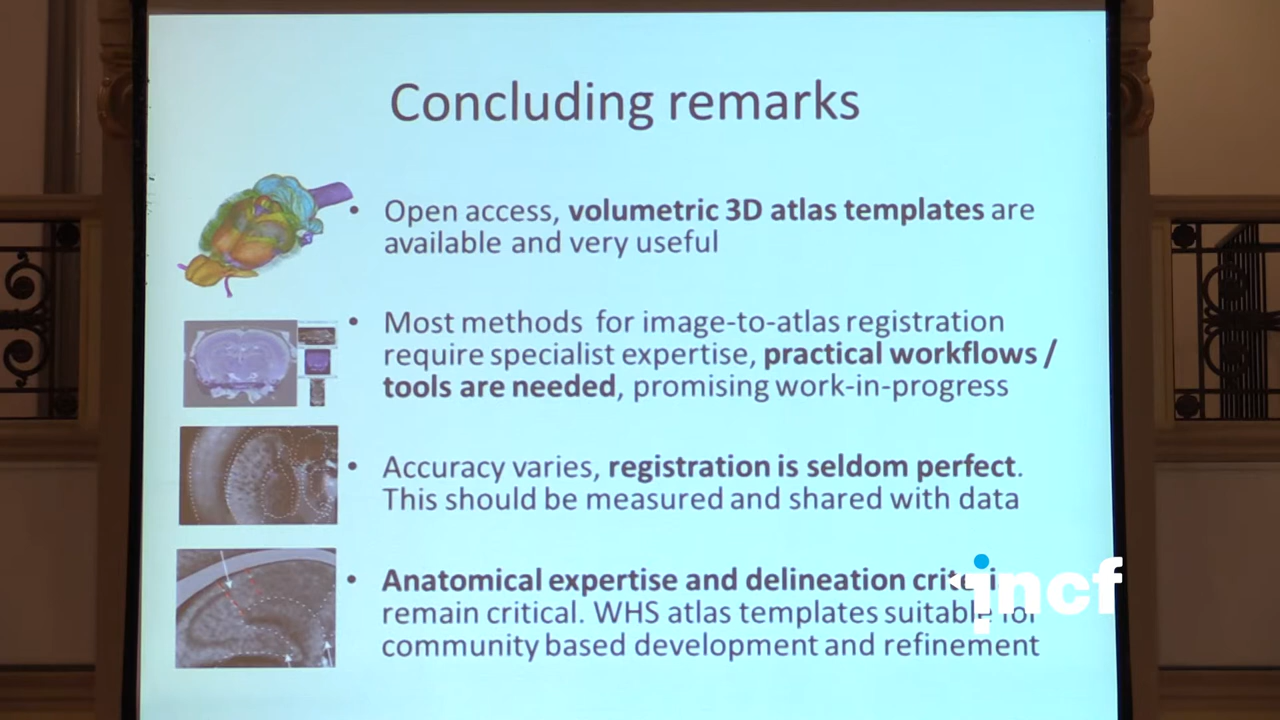 Concluding remarks
• Open access, volumetric 3D atlas templates are
available and very useful
• Most methods for image-to-atlas registration
require specialist expertise, practical workflows /
tools are needed, promising work-in-progress
• Accuracy varies, registration is seldom perfect.
This should be measured and shared with data
• Anatomical expertise and delineation
remain critical. WHS atlas templates suitable for
community based development and refinement
incf